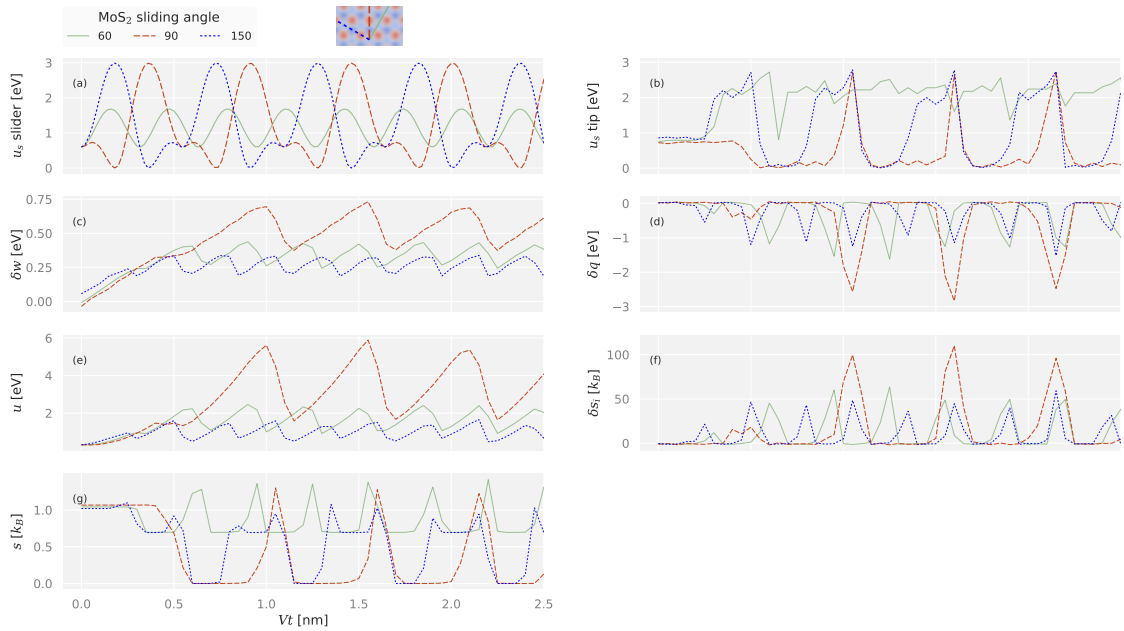 MoS₂ sliding angle
60 90 150
(a)
uₛ slider [eV]
3
2
1
0
(b)
uₛ tip [eV]
3
2
1
0
(c)
δw [eV]
0.75
0.50
0.25
0.00
(d)
δq [eV]
0
−1
−2
−3
(e)
u [eV]
6
4
2
(f)
δsᵢ [k_B]
100
50
0
(g)
s [k_B]
1.0
0.5
0.0
0.0 0.5 1.0 1.5 2.0 2.5
Vt [nm]